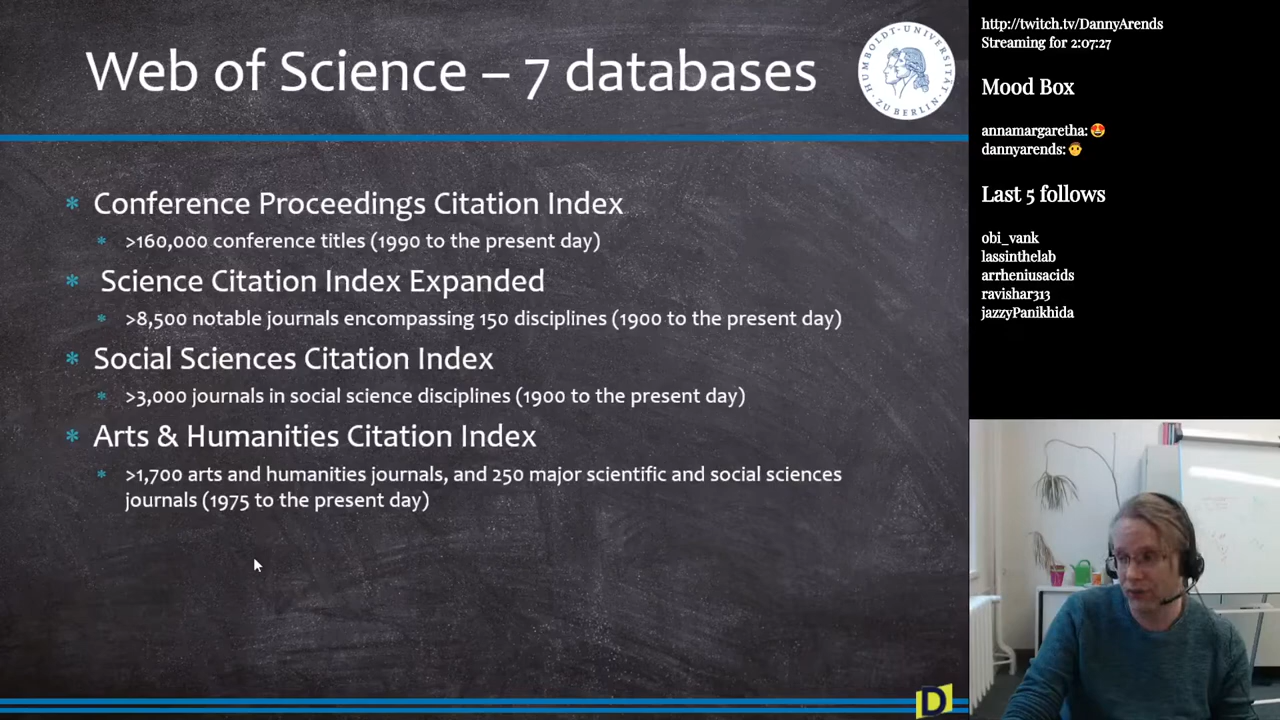 Web of Science – 7 databases
HUMBOLDT-UNIVERSITÄT
ZU BERLIN
Conference Proceedings Citation Index
>160,000 conference titles (1990 to the present day)
Science Citation Index Expanded
>8,500 notable journals encompassing 150 disciplines (1900 to the present day)
Social Sciences Citation Index
>3,000 journals in social science disciplines (1900 to the present day)
Arts & Humanities Citation Index
>1,700 arts and humanities journals, and 250 major scientific and social sciences
journals (1975 to the present day)
D
http://twitch.tv/DannyArends
Streaming for 2:07:27
Mood Box
annamargaretha: 😍
dannyarends: 👨
Last 5 follows
obi_vank
lassinthelab
arrheniusacids
ravishar313
jazzyPanikhida